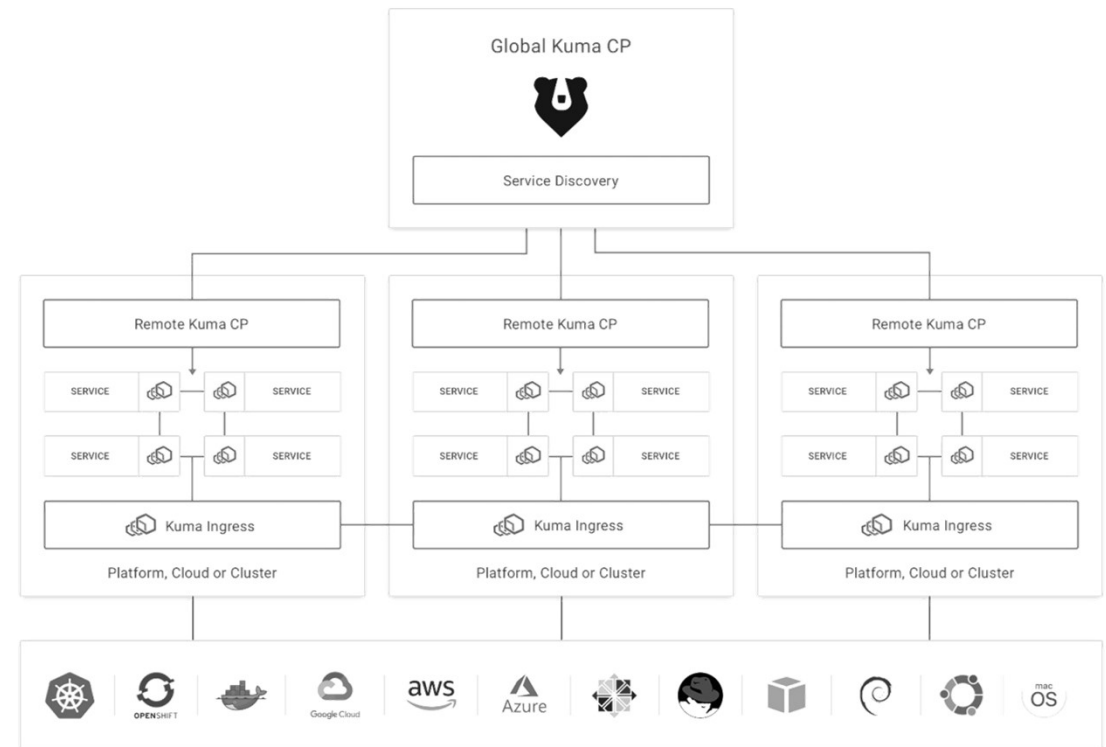 Global Kuma CP
Service Discovery
Remote Kuma CP
Remote Kuma CP
Remote Kuma CP
SERVICE SERVICE
SERVICE SERVICE
SERVICE SERVICE
SERVICE SERVICE
SERVICE SERVICE
SERVICE SERVICE
Kuma Ingress
Kuma Ingress
Kuma Ingress
Platform, Cloud or Cluster
Platform, Cloud or Cluster
Platform, Cloud or Cluster
OPENSHIFT
Google Cloud
aws
Azure
mac
OS